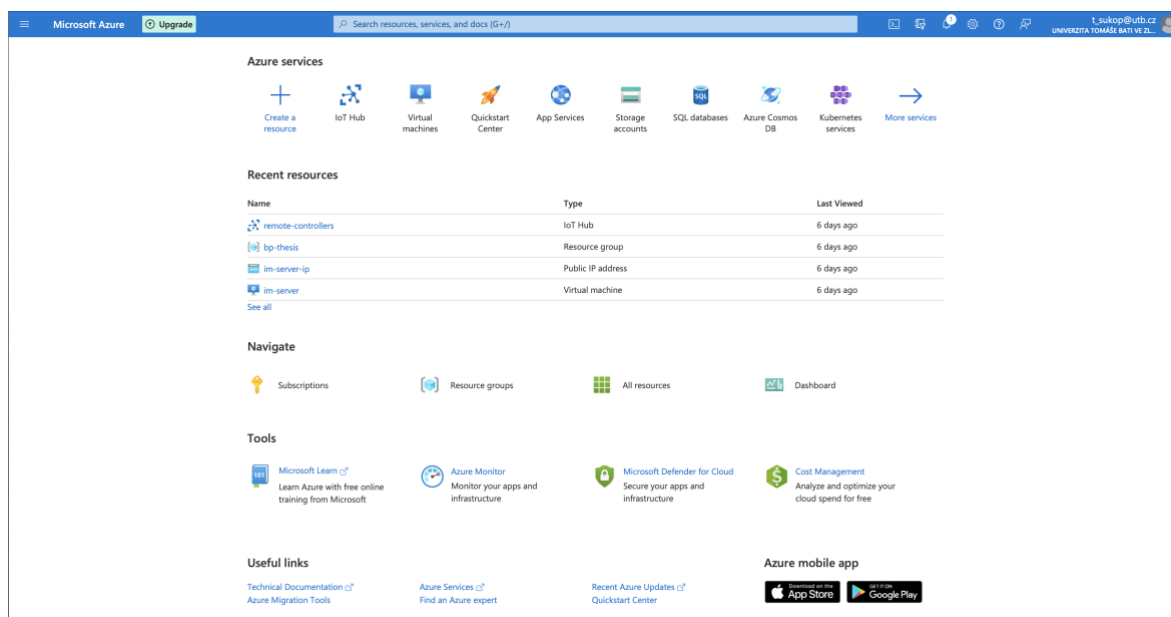 Microsoft Azure
Upgrade
Search resources, services, and docs (G+/)
1
t_sukop@utb.cz
UNIVERZITA TOMÁŠE BATI VE ZL...
Azure services
Create a
resource
IoT Hub
Virtual
machines
Quickstart
Center
App Services
Storage
accounts
SQL
SQL databases
Azure Cosmos
DB
Kubernetes
services
More services
Recent resources
Name Type Last Viewed
remote-controllers IoT Hub 6 days ago
bp-thesis Resource group 6 days ago
im-server-ip Public IP address 6 days ago
im-server Virtual machine 6 days ago
See all
Navigate
Subscriptions Resource groups All resources Dashboard
Tools
101
Microsoft Learn
Learn Azure with free online
training from Microsoft
Azure Monitor
Monitor your apps and
infrastructure
Microsoft Defender for Cloud
Secure your apps and
infrastructure
Cost Management
Analyze and optimize your
cloud spend for free
Useful links
Technical Documentation Azure Services Recent Azure Updates
Azure Migration Tools Find an Azure expert Quickstart Center
Azure mobile app
Download on the
App Store
GET IT ON
Google Play